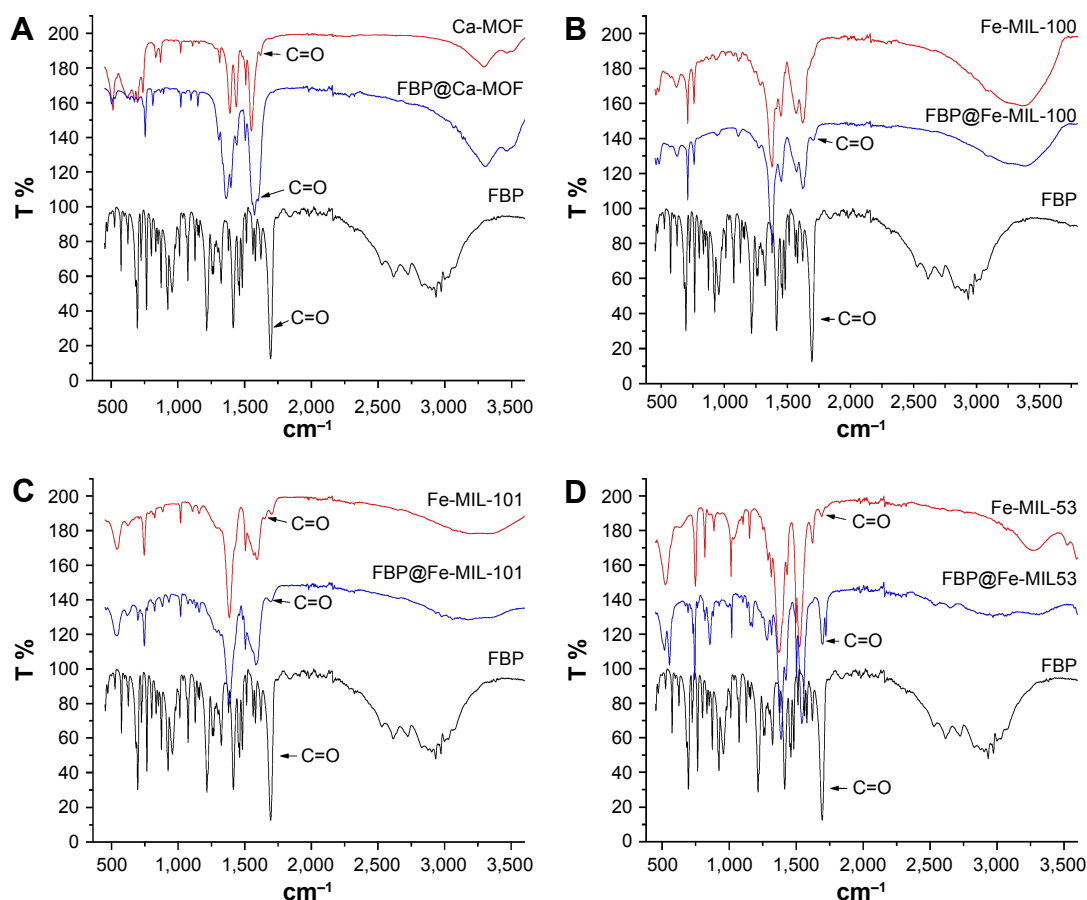 A
Ca-MOF
C=O
FBP@Ca-MOF
C=O
FBP
C=O
T %
200
180
160
140
120
100
80
60
40
20
0
500 1,000 1,500 2,000 2,500 3,000 3,500
cm⁻¹
B
Fe-MIL-100
FBP@Fe-MIL-100
C=O
FBP
C=O
T %
200
180
160
140
120
100
80
60
40
20
0
500 1,000 1,500 2,000 2,500 3,000 3,500
cm⁻¹
C
Fe-MIL-101
C=O
FBP@Fe-MIL-101
C=O
FBP
C=O
T %
200
180
160
140
120
100
80
60
40
20
0
500 1,000 1,500 2,000 2,500 3,000 3,500
cm⁻¹
D
C=O
Fe-MIL-53
FBP@Fe-MIL53
C=O
FBP
C=O
T %
200
180
160
140
120
100
80
60
40
20
0
500 1,000 1,500 2,000 2,500 3,000 3,500
cm⁻¹